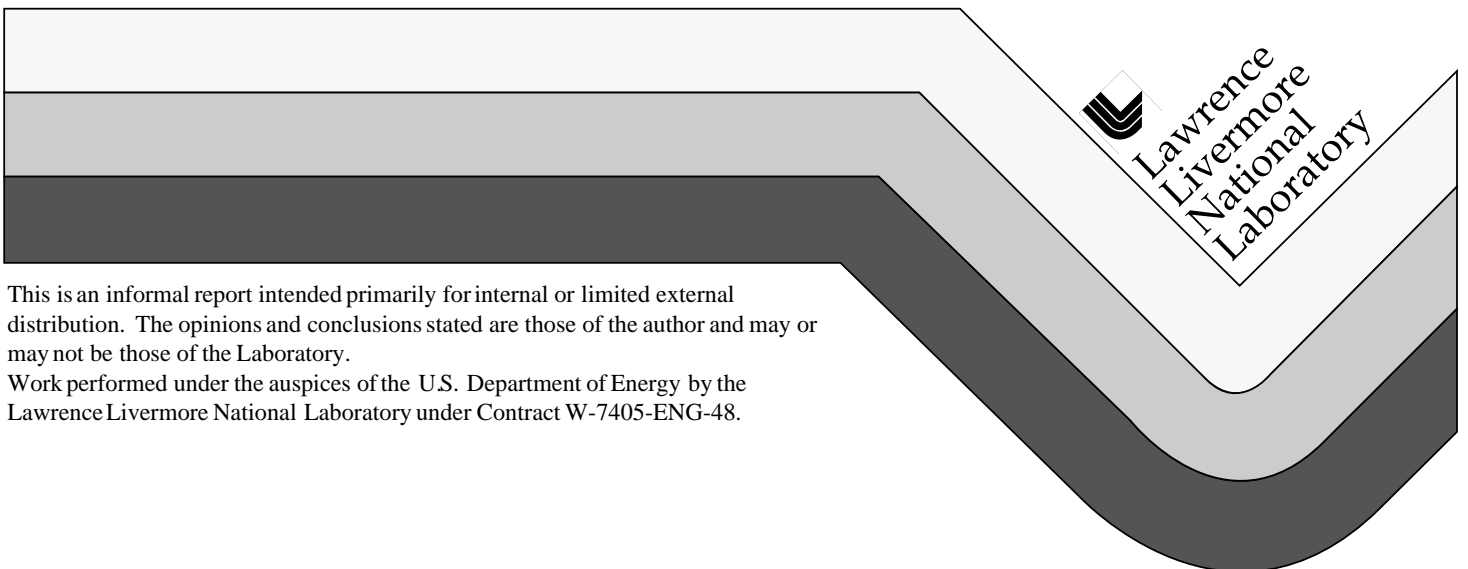 Lawrence
Livermore
National
Laboratory
This is an informal report intended primarily for internal or limited external
distribution. The opinions and conclusions stated are those of the author and may or
may not be those of the Laboratory.
Work performed under the auspices of the U.S. Department of Energy by the
Lawrence Livermore National Laboratory under Contract W-7405-ENG-48.